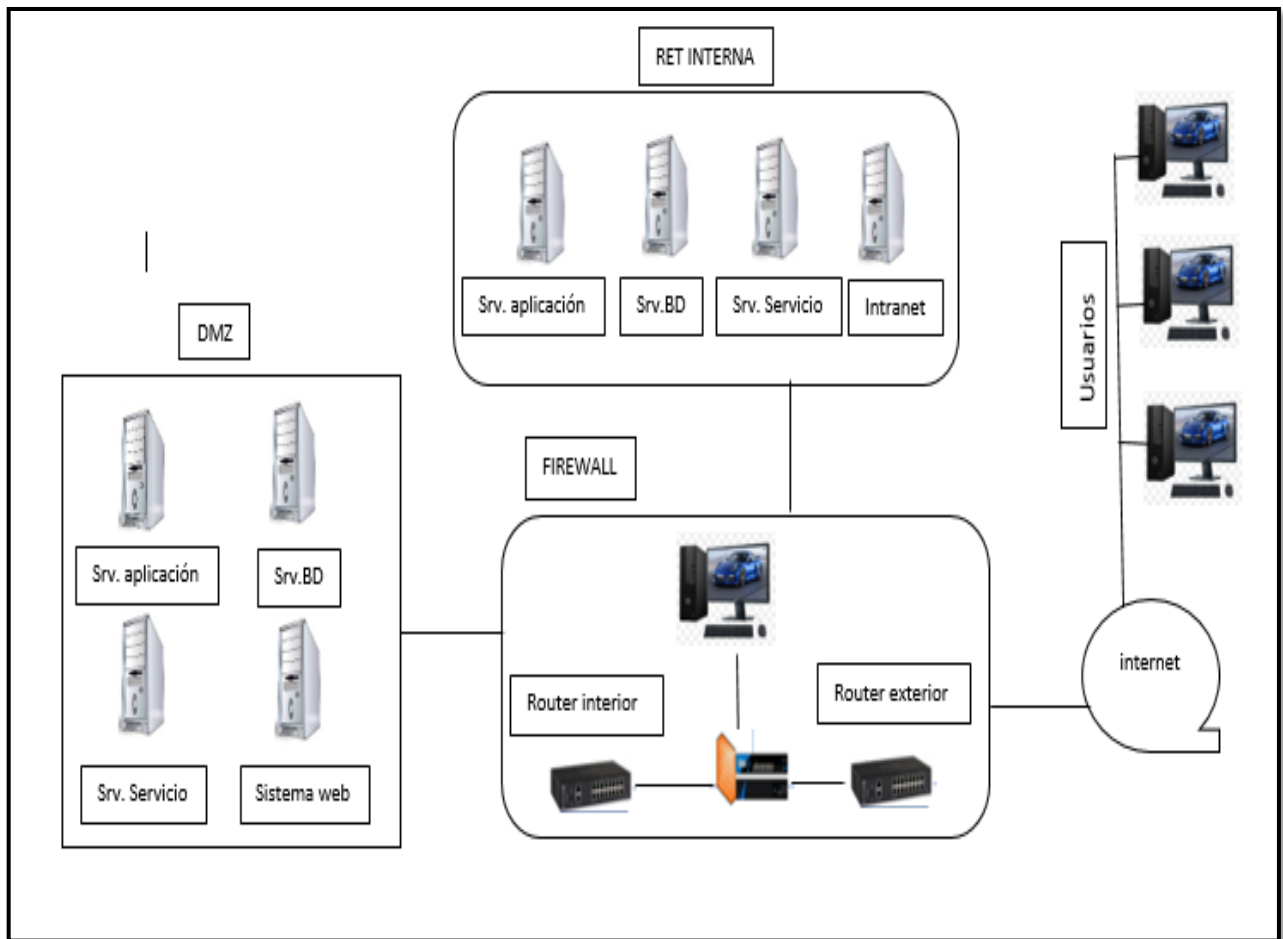 RET INTERNA
Srv. aplicación
Srv.BD
Srv. Servicio
Intranet
Usuarios
DMZ
Srv. aplicación
Srv.BD
Srv. Servicio
Sistema web
FIREWALL
Router interior
Router exterior
internet